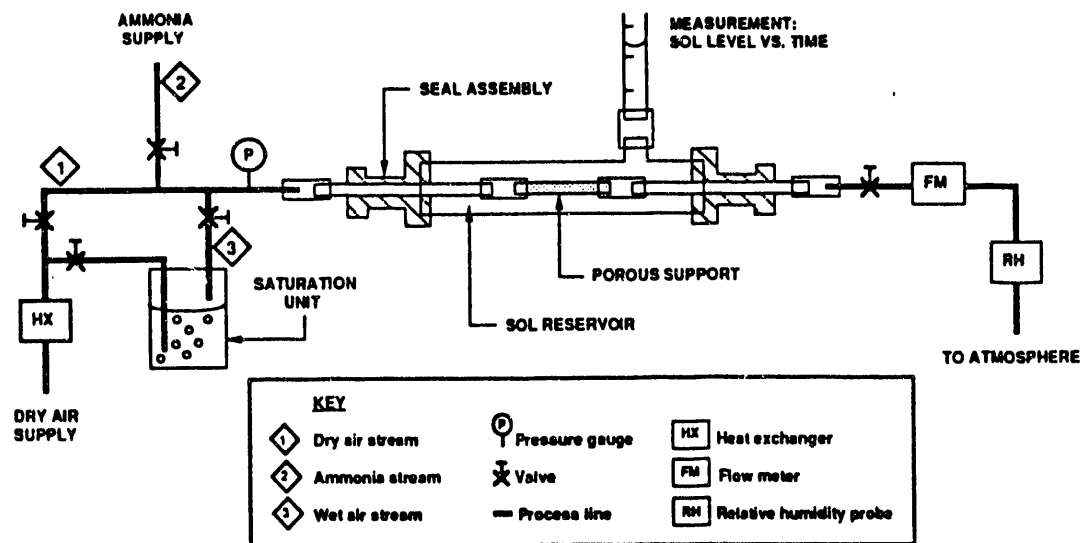 AMMONIA
SUPPLY
MEASUREMENT:
SOL LEVEL VS. TIME
2
SEAL ASSEMBLY
1
P
FM
3
RH
SATURATION
UNIT
POROUS SUPPORT
HX
SOL RESERVOIR
TO ATMOSPHERE
DRY AIR
SUPPLY
KEY
1 Dry air stream
P Pressure gauge
HX Heat exchanger
2 Ammonia stream
Valve
FM Flow meter
3 Wet air stream
Process line
RH Relative humidity probe